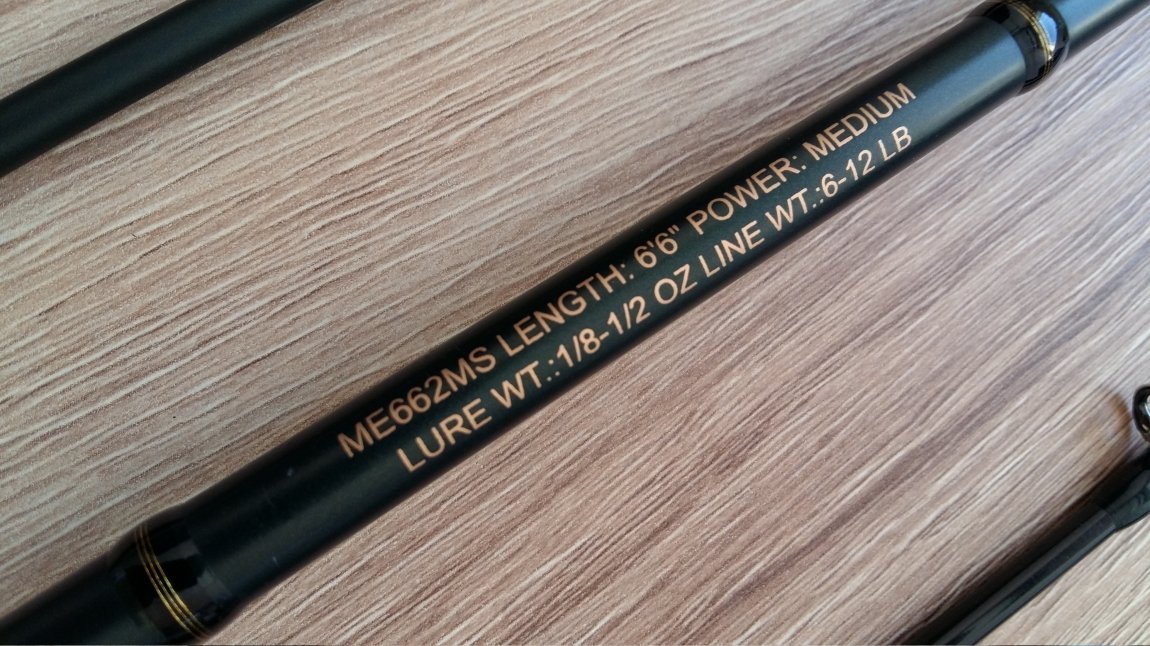 ME662MS LENGTH: 6'6" POWER: MEDIUM
LURE WT.:1/8-1/2 OZ LINE WT.:6-12 LB